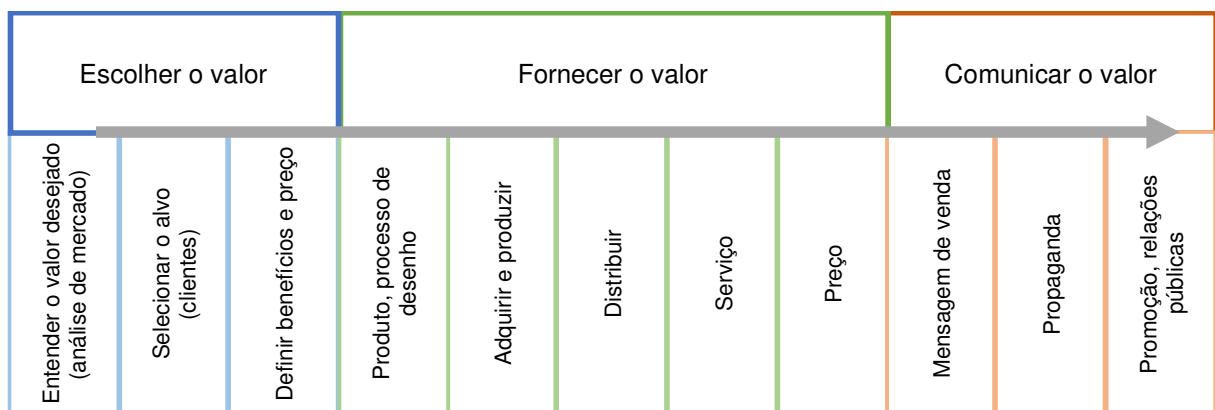 Escolher o valor
Fornecer o valor
Comunicar o valor
Entender o valor desejado
(análise de mercado)
Selecionar o alvo
(clientes)
Definir benefícios e preço
Produto, processo de
desenho
Adquirir e produzir
Distribuir
Serviço
Preço
Mensagem de venda
Propaganda
Promoção, relações
públicas